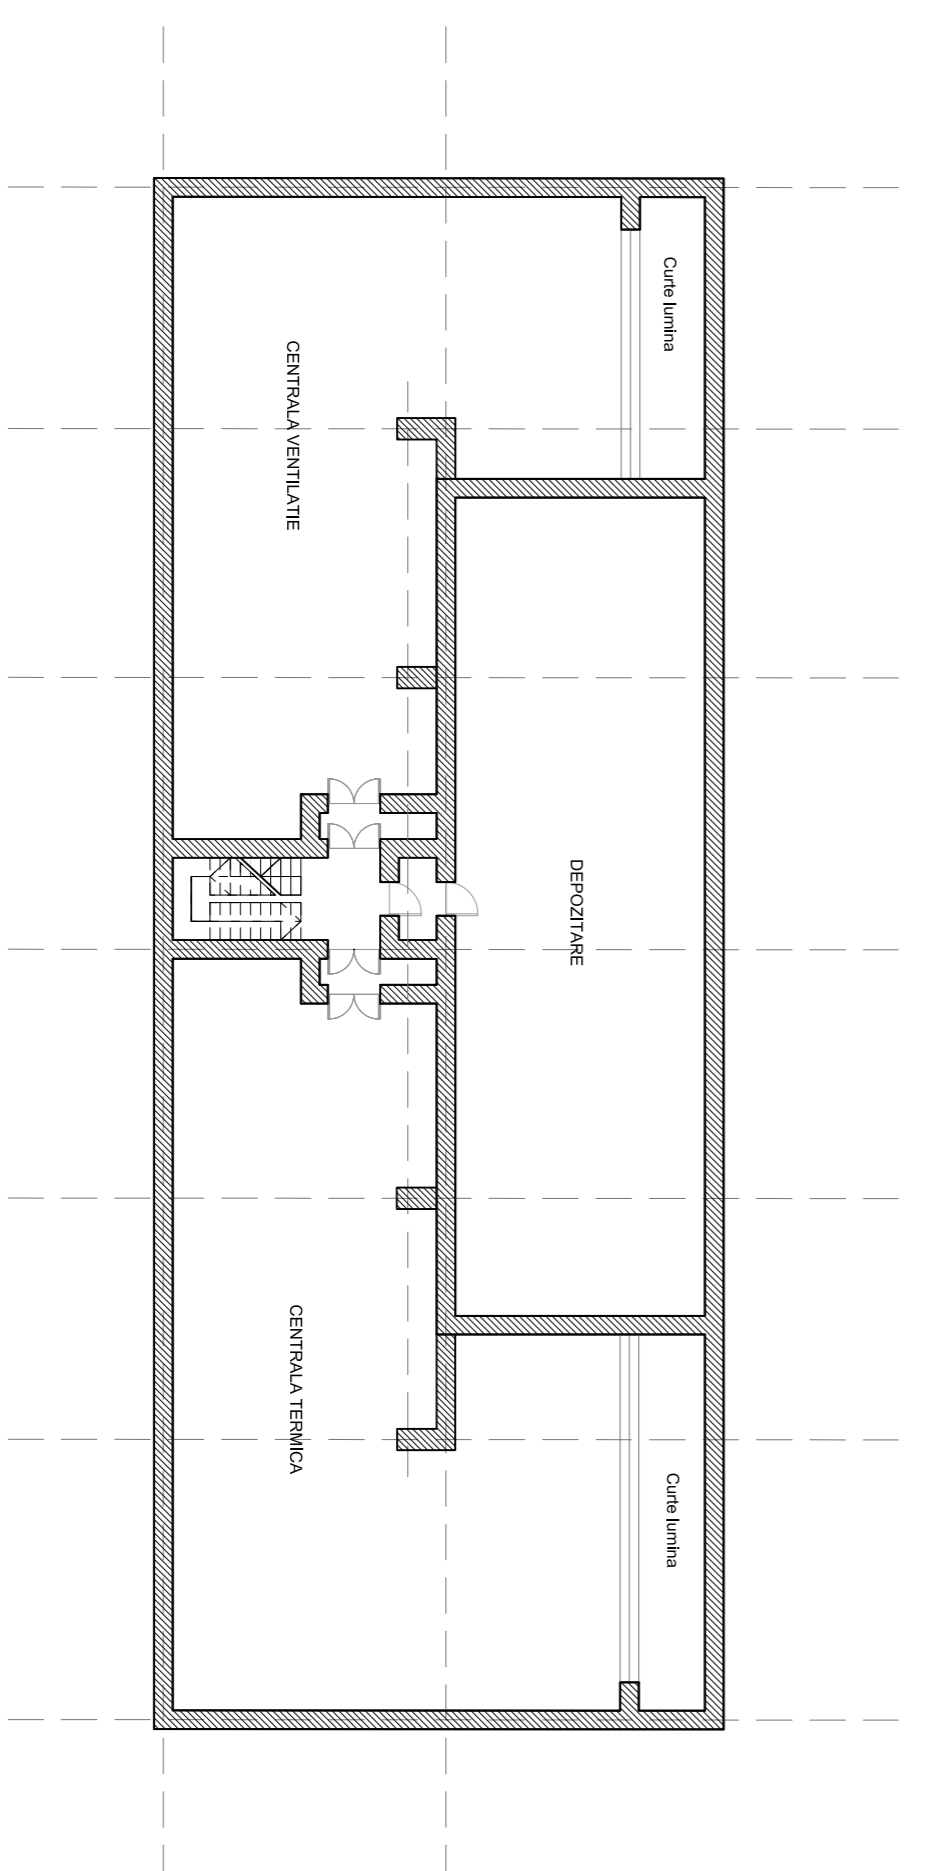 Curte lumina
CENTRALA VENTILATIE
DEPOZITARE
CENTRALA TERMICA
Curte lumina